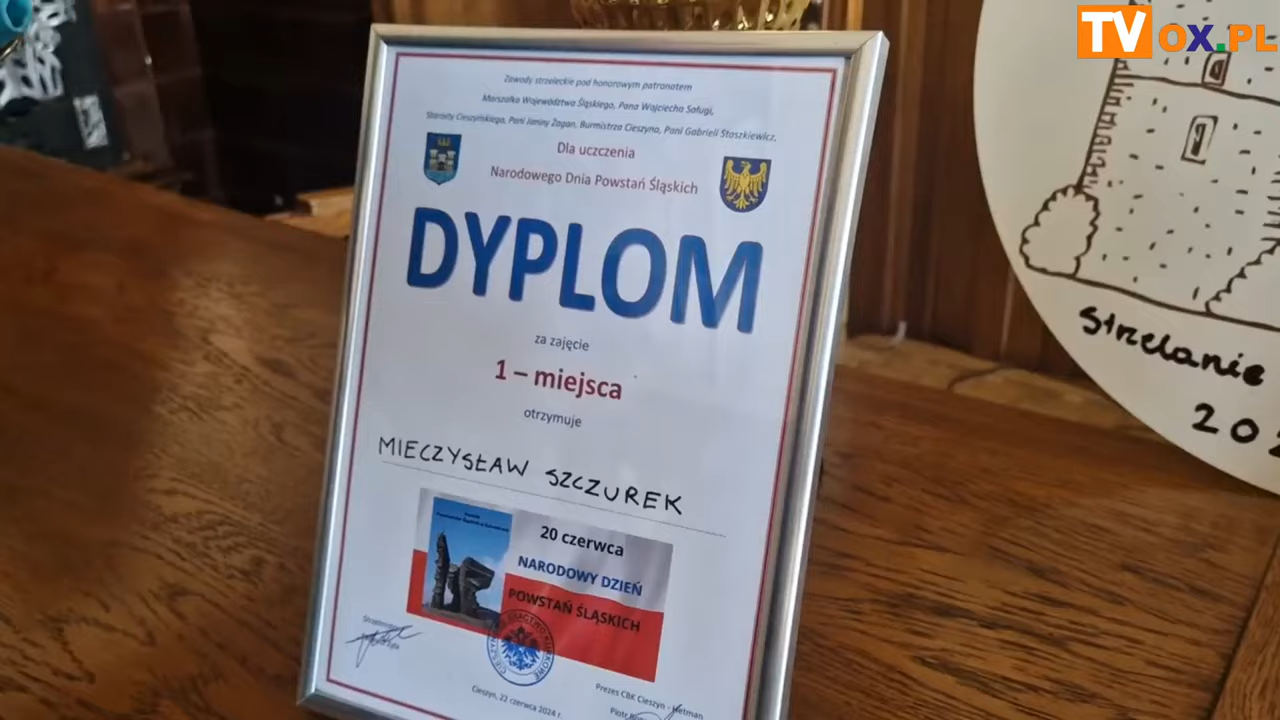 TVOX.PL
Zawody strzeleckie pod honorowym patronatem
Marszałka Województwa Śląskiego, Pana Wojciecha Saługi,
Starosty Cieszyńskiego, Pani Janiny Żagan, Burmistrza Cieszyna, Pani Gabrieli Staszkiewicz,
Dla uczczenia
Narodowego Dnia Powstań Śląskich
DYPLOM
za zajęcie
1 – miejsca
otrzymuje
MIECZYSŁAW SZCZUREK
20 czerwca
NARODOWY DZIEŃ
POWSTAŃ ŚLĄSKICH
Cieszyn, 22 czerwca 2024 r.
Prezes CBK Cieszyn - Hetman
Piotr
Strzelanie
202